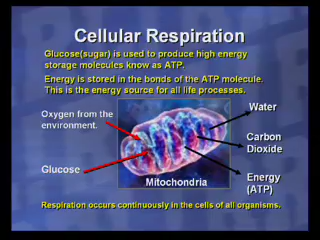 Cellular Respiration
Glucose(sugar) is used to produce high energy
storage molecules know as ATP.
Energy is stored in the bonds of the ATP molecule.
This is the energy source for all life processes.
Oxygen from the
environment.
Glucose
Mitochondria
Water
Carbon
Dioxide
Energy
(ATP)
Respiration occurs continuously in the cells of all organisms.